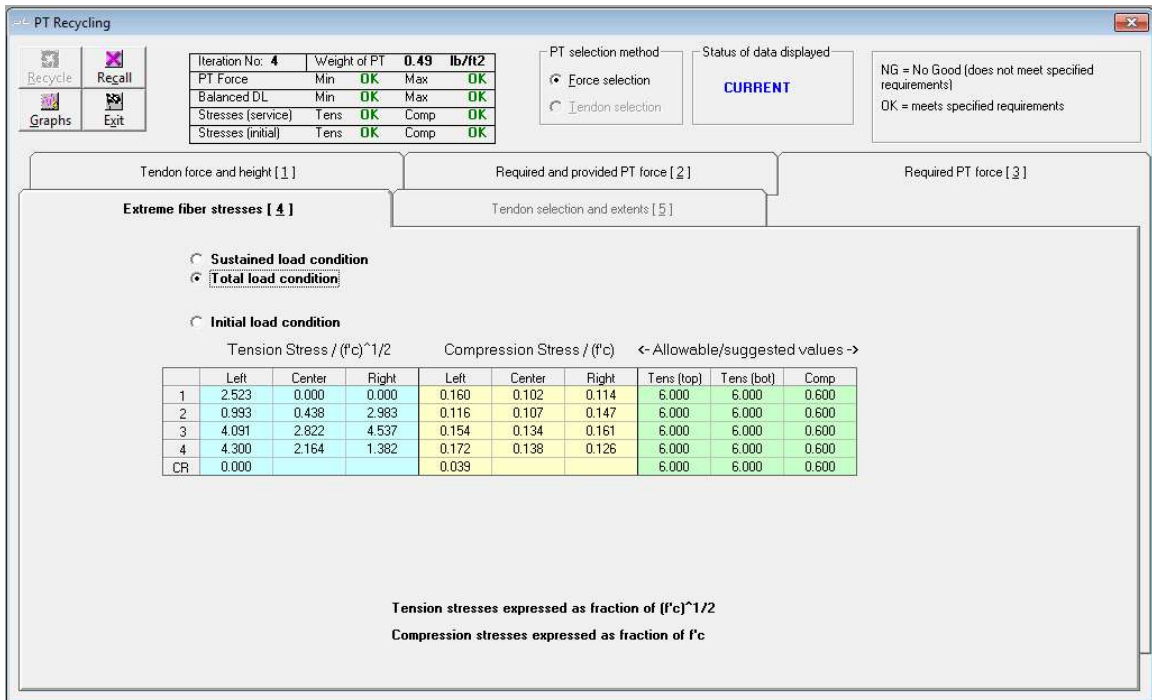 PT Recycling
Recycle Recall
Graphs Exit
Iteration No: 4 Weight of PT 0.49 lb/ft2
PT Force Min OK Max OK
Balanced DL Min OK Max OK
Stresses (service) Tens OK Comp OK
Stresses (initial) Tens OK Comp OK
PT selection method
Force selection
Tendon selection
Status of data displayed
CURRENT
NG = No Good (does not meet specified
requirements)
OK = meets specified requirements
Tendon force and height [1] Required and provided PT force [2] Required PT force [3]
Extreme fiber stresses [4] Tendon selection and extents [5]
Sustained load condition
Total load condition
Initial load condition
Tension Stress / (f'c)^1/2 Compression Stress / (f'c) <- Allowable/suggested values ->
Left Center Right Left Center Right Tens (top) Tens (bot) Comp
1 2.523 0.000 0.000 0.160 0.102 0.114 6.000 6.000 0.600
2 0.993 0.438 2.983 0.116 0.107 0.147 6.000 6.000 0.600
3 4.091 2.822 4.537 0.154 0.134 0.161 6.000 6.000 0.600
4 4.300 2.164 1.382 0.172 0.138 0.126 6.000 6.000 0.600
CR 0.000 0.039 6.000 6.000 0.600
Tension stresses expressed as fraction of (f'c)^1/2
Compression stresses expressed as fraction of f'c